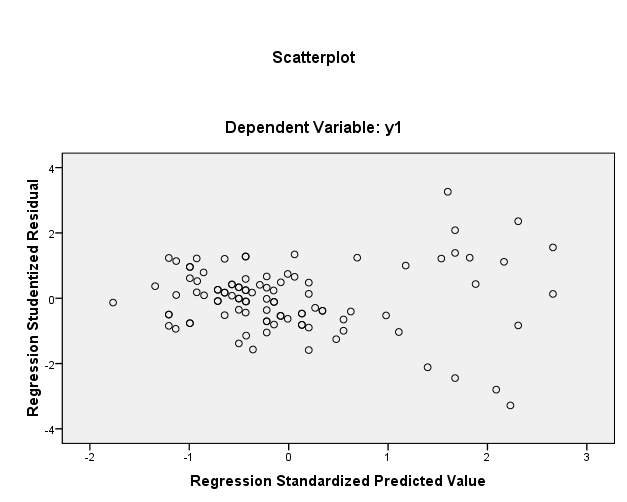 Scatterplot
Dependent Variable: y1
Regression Studentized Residual
4
2
0
-2
-4
-2
-1
0
1
2
3
Regression Standardized Predicted Value